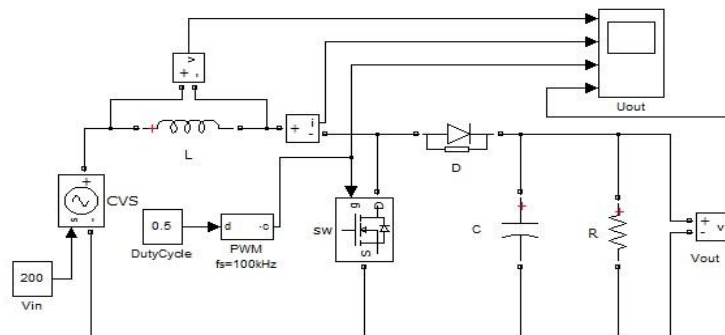 v
+ -
Uout
+ i
-
L
D
+
CVS
s -
0.5
DutyCycle
d -c
PWM
fs=100kHz
g
sw
S
C
R
+
- v
Vout
200
Vin